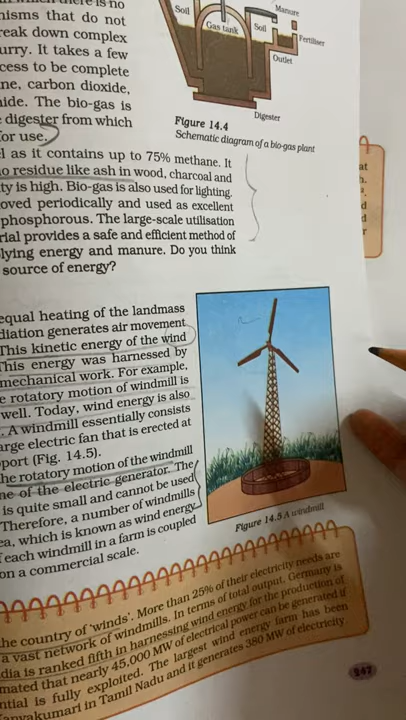 there is no
nisms that do not
reak down complex
urry. It takes a few
cess to be complete
ne, carbon dioxide,
ide. The bio-gas is
digester from which
or use.
Soil
Gas tank
Soil
Manure
Fertiliser
Outlet
Digester
Figure 14.4
Schematic diagram of a bio-gas plant
l as it contains up to 75% methane. It
o residue like ash in wood, charcoal and
ty is high. Bio-gas is also used for lighting.
oved periodically and used as excellent
phosphorous. The large-scale utilisation
rial provides a safe and efficient method of
lying energy and manure. Do you think
source of energy?
equal heating of the landmass
diation generates air movement
This kinetic energy of the wind
This energy was harnessed by
mechanical work. For example,
e rotatory motion of windmill is
well. Today, wind energy is also
. A windmill essentially consists
arge electric fan that is erected at
port (Fig. 14.5).
he rotatory motion of the windmill
ne of the electric generator. The
is quite small and cannot be used
Therefore, a number of windmills
ea, which is known as wind energy
f each windmill in a farm is coupled
on a commercial scale.
Figure 14.5 A windmill
he country of 'winds'. More than 25% of their electricity needs are
a vast network of windmills. In terms of total output, Germany is
dia is ranked fifth in harnessing wind energy for the production of
mated that nearly 45,000 MW of electrical power can be generated if
ntial is fully exploited. The largest wind energy farm has been
anyakumari in Tamil Nadu and it generates 380 MW of electricity.
247
at
h.
d
d
r